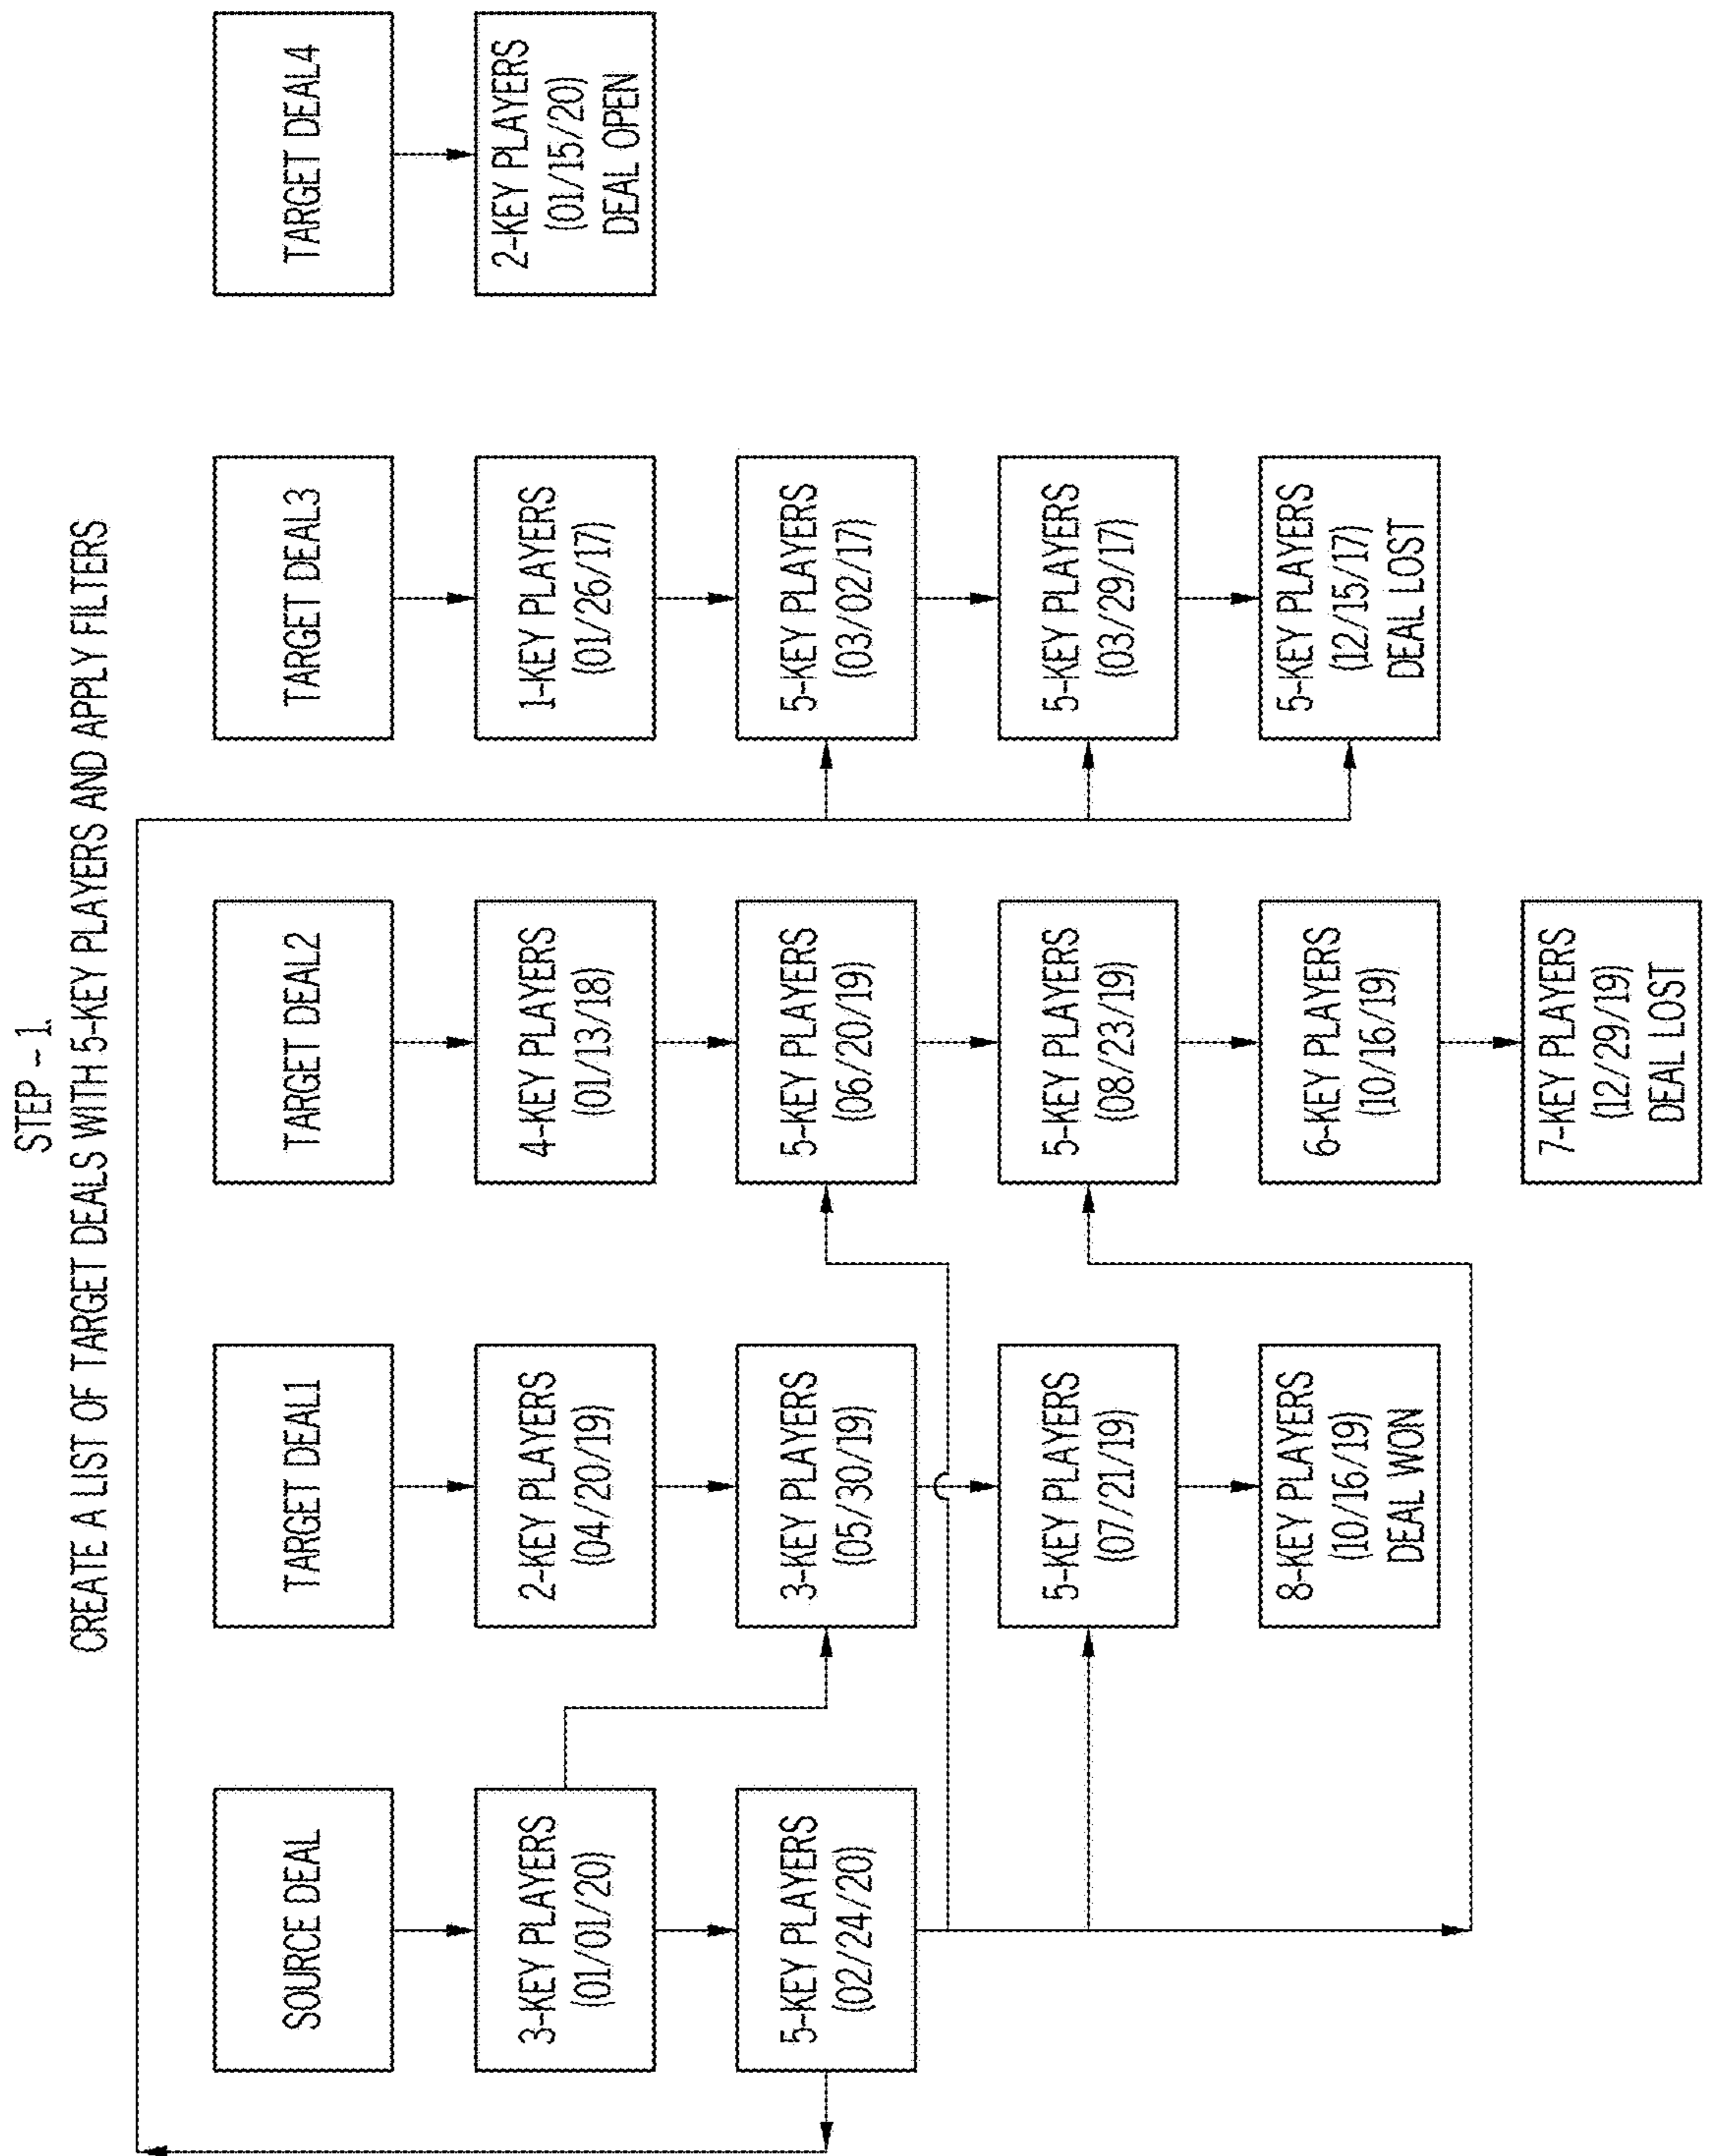 STEP - 1
CREATE A LIST OF TARGET DEALS WITH 5-KEY PLAYERS AND APPLY FILTERS
SOURCE DEAL
3-KEY PLAYERS
(01/01/20)
5-KEY PLAYERS
(02/24/20)
TARGET DEAL1
2-KEY PLAYERS
(04/20/19)
3-KEY PLAYERS
(05/30/19)
5-KEY PLAYERS
(07/21/19)
8-KEY PLAYERS
(10/16/19)
DEAL WON
TARGET DEAL2
4-KEY PLAYERS
(01/13/18)
5-KEY PLAYERS
(06/20/19)
5-KEY PLAYERS
(08/23/19)
6-KEY PLAYERS
(10/16/19)
7-KEY PLAYERS
(12/29/19)
DEAL LOST
TARGET DEAL3
1-KEY PLAYERS
(01/26/17)
5-KEY PLAYERS
(03/02/17)
5-KEY PLAYERS
(03/29/17)
5-KEY PLAYERS
(12/15/17)
DEAL LOST
TARGET DEAL4
2-KEY PLAYERS
(01/15/20)
DEAL OPEN